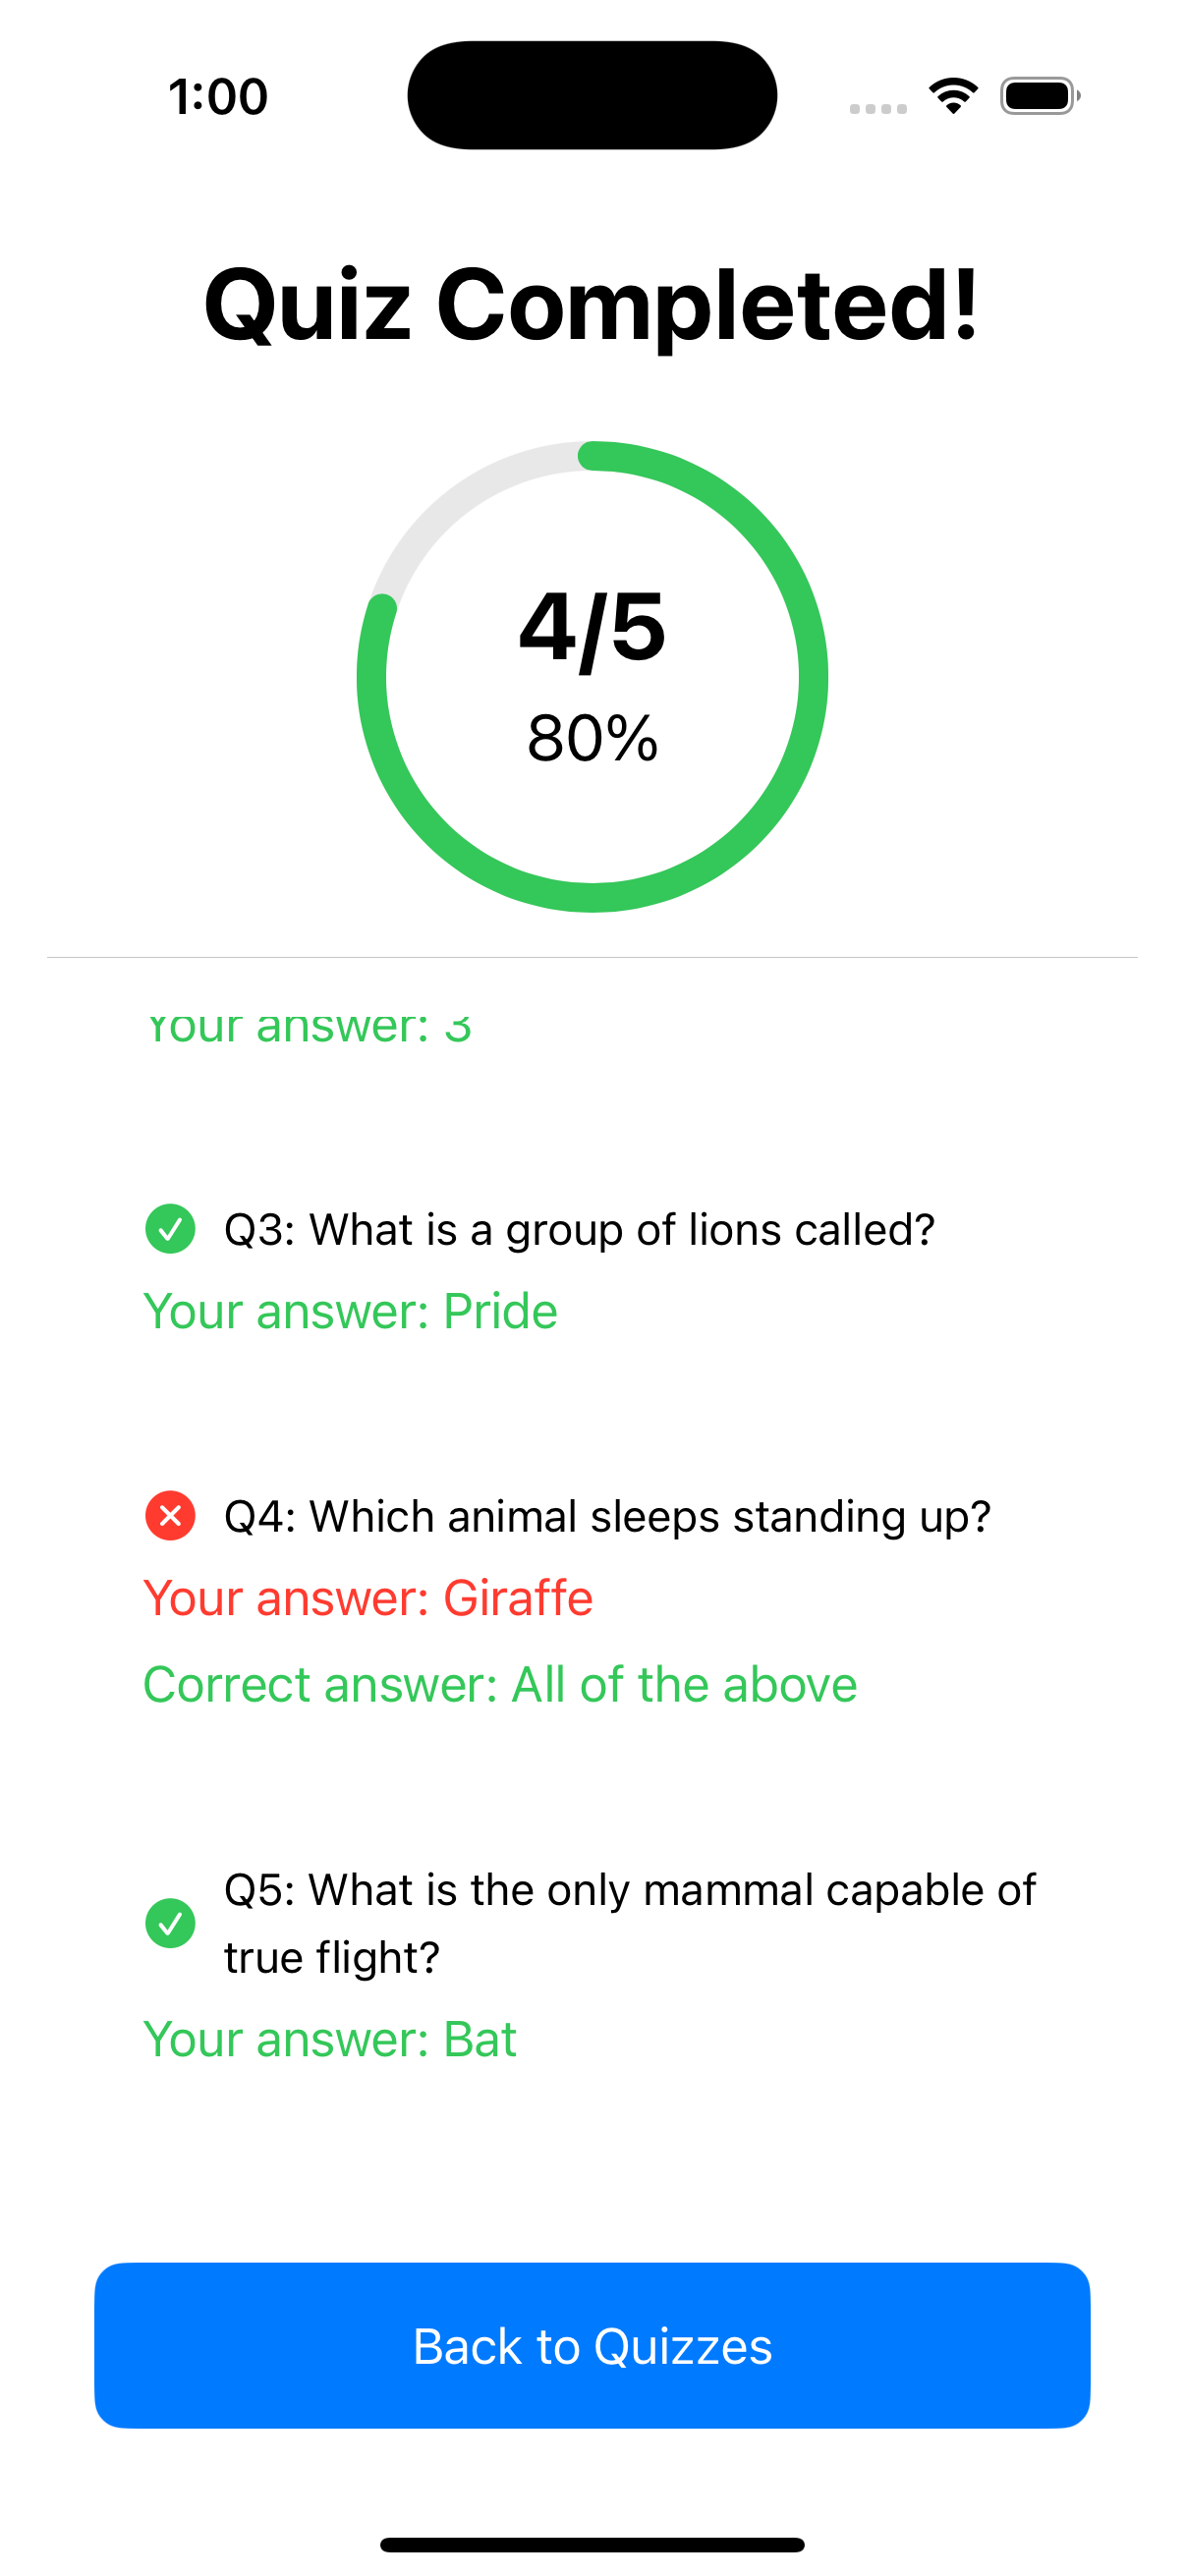 1:00
Quiz Completed!
4/5
80%
Your answer: 3
Q3: What is a group of lions called?
Your answer: Pride
Q4: Which animal sleeps standing up?
Your answer: Giraffe
Correct answer: All of the above
Q5: What is the only mammal capable of
true flight?
Your answer: Bat
Back to Quizzes